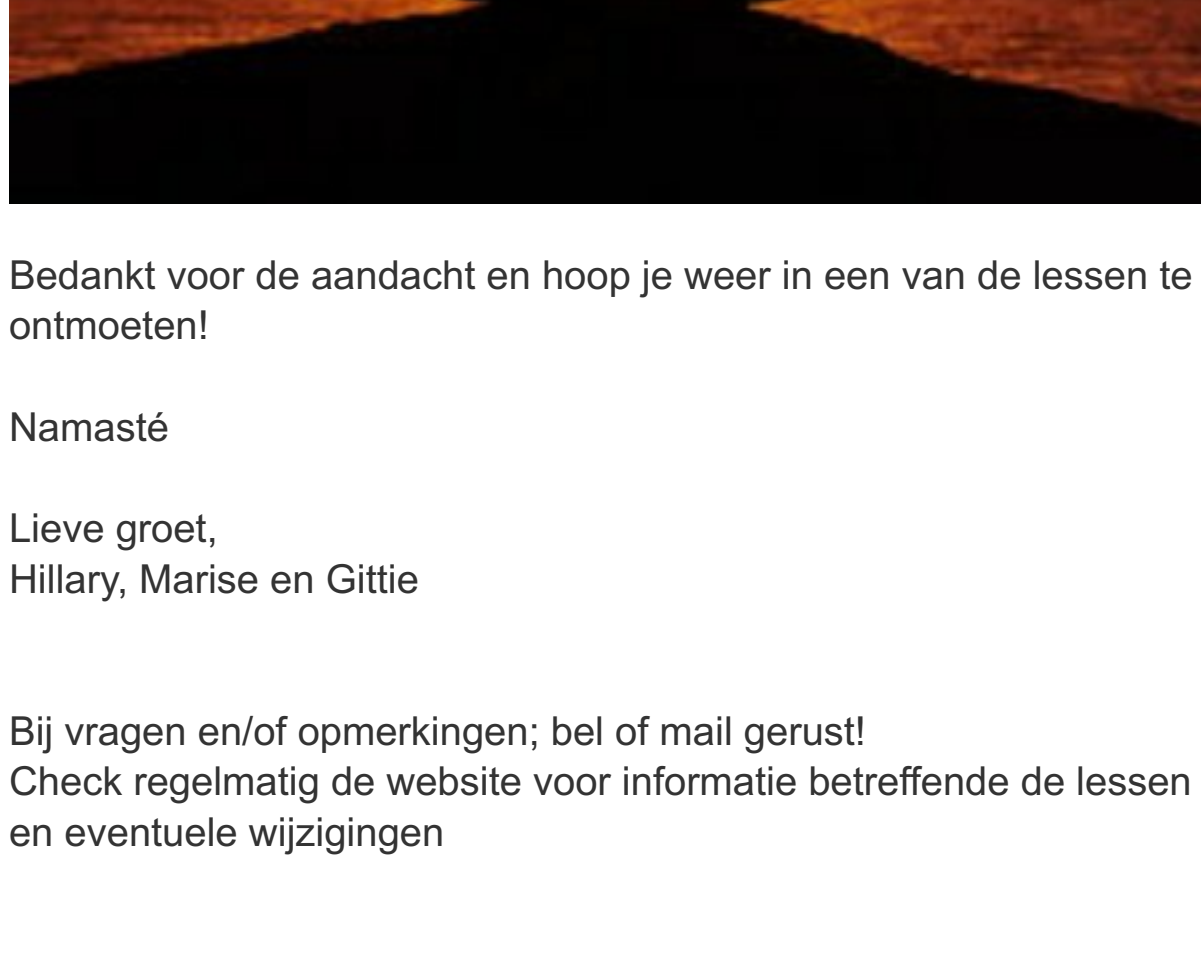 Bedankt voor de aandacht en hoop je weer in een van de lessen te
ontmoeten!
Namasté
Lieve groet,
Hillary, Marise en Gittie
Bij vragen en/of opmerkingen; bel of mail gerust!
Check regelmatig de website voor informatie betreffende de lessen
en eventuele wijzigingen